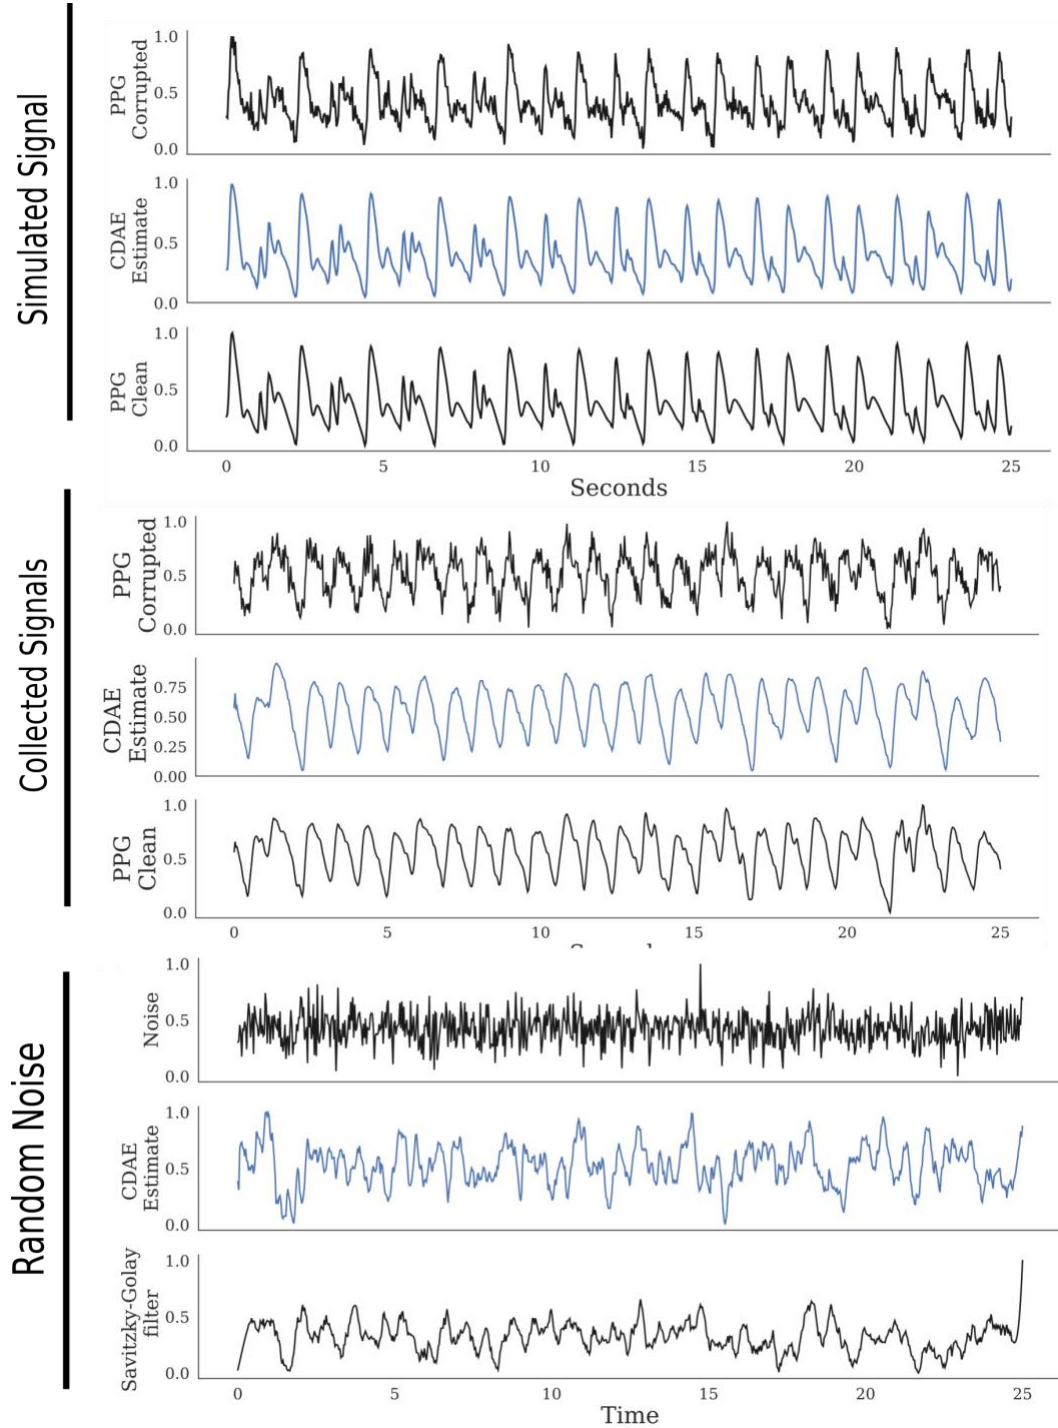 Simulated Signal
PPG
Corrupted
1.0
0.5
0.0
CDAE
Estimate
1.0
0.5
0.0
PPG
Clean
1.0
0.5
0.0
0 5 10 15 20 25
Seconds
Collected Signals
PPG
Corrupted
1.0
0.5
0.0
CDAE
Estimate
0.75
0.50
0.25
0.00
PPG
Clean
1.0
0.5
0.0
0 5 10 15 20 25
Random Noise
Noise
1.0
0.5
0.0
CDAE
Estimate
1.0
0.5
0.0
Savitzky-Golay
filter
1.0
0.5
0.0
0 5 10 15 20 25
Time